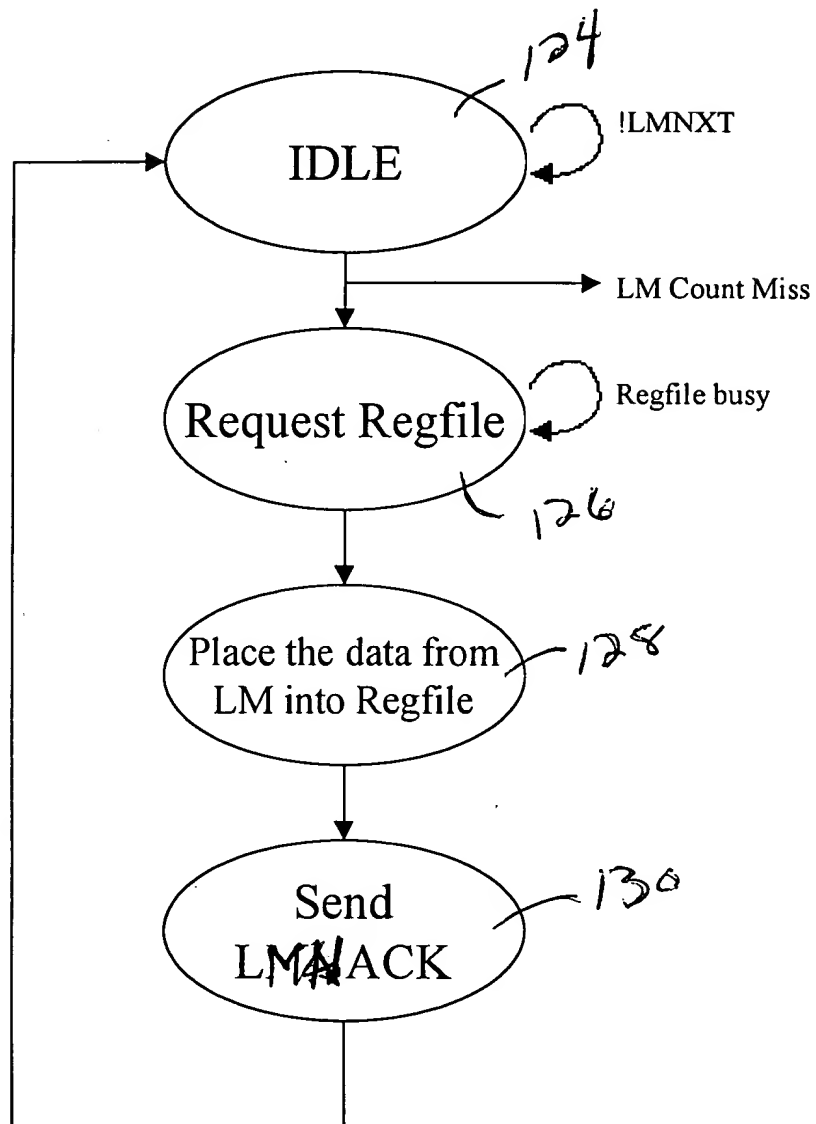 124
IDLE
!LMNXT
LM Count Miss
Request Regfile
Regfile busy
126
Place the data from
LM into Regfile
128
Send
130